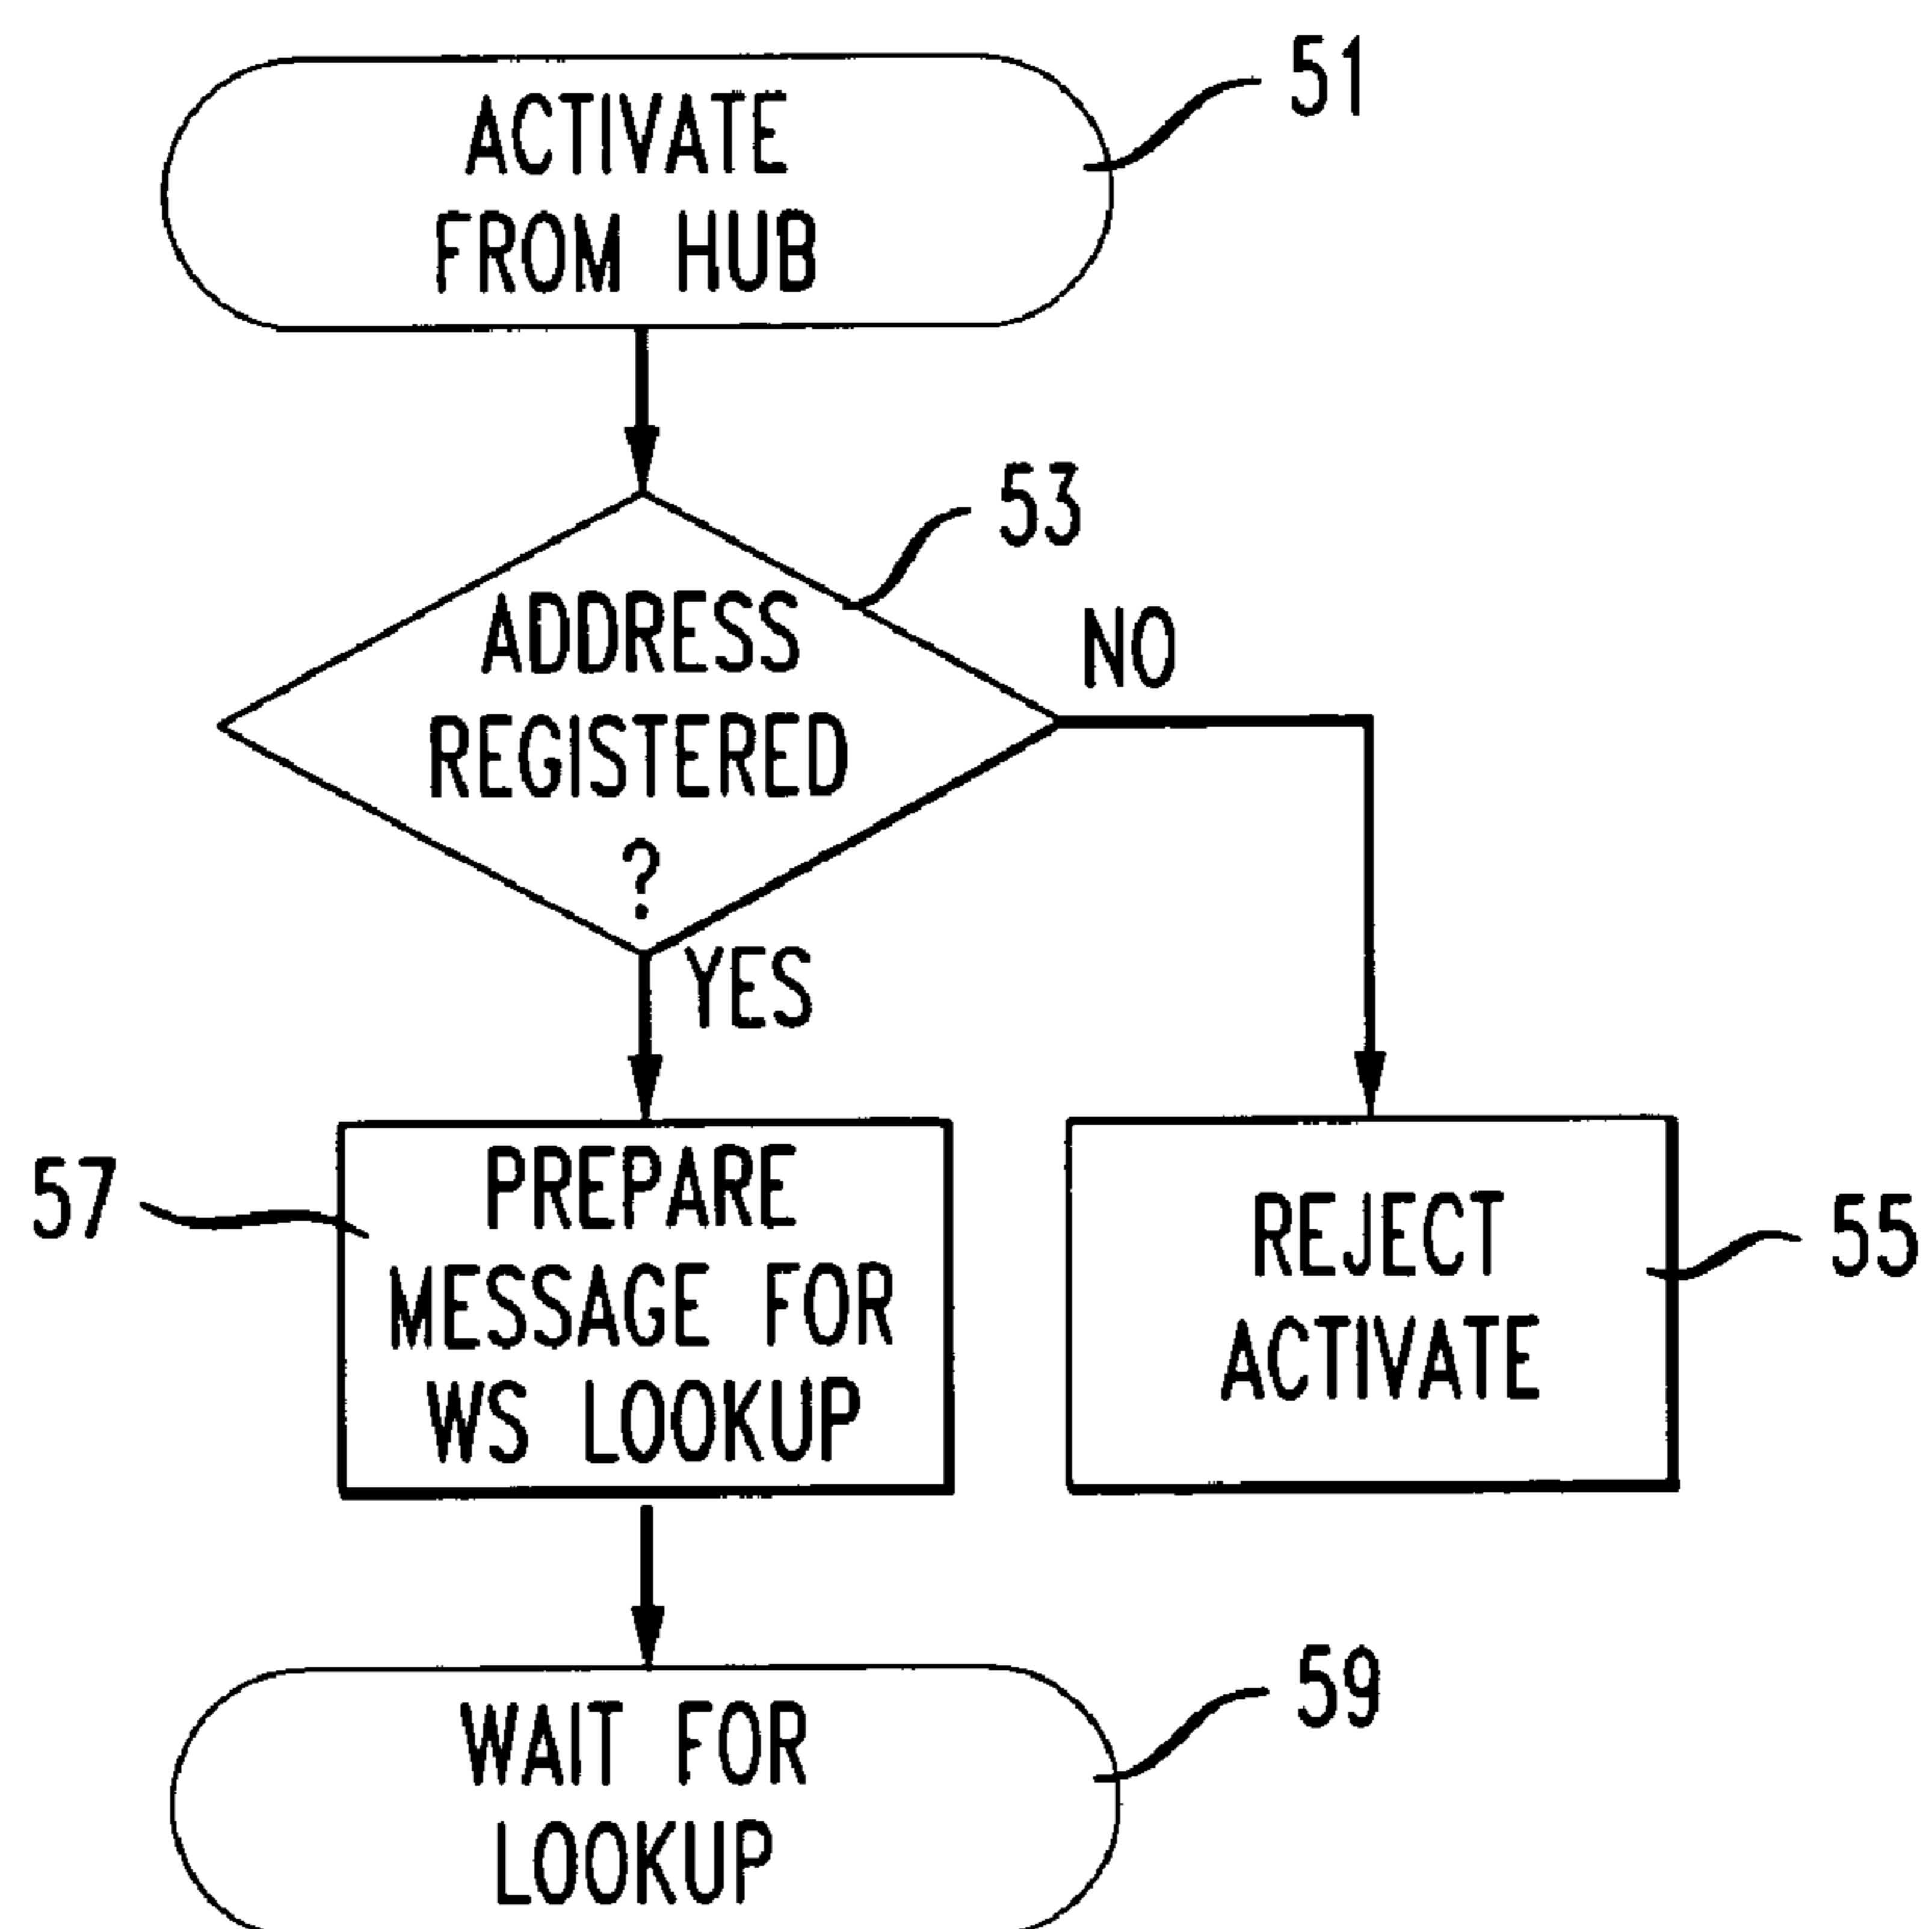 ACTIVATE
FROM HUB
51
53
ADDRESS
REGISTERED
?
NO
YES
57
PREPARE
MESSAGE FOR
WS LOOKUP
REJECT
ACTIVATE
55
WAIT FOR
LOOKUP
59